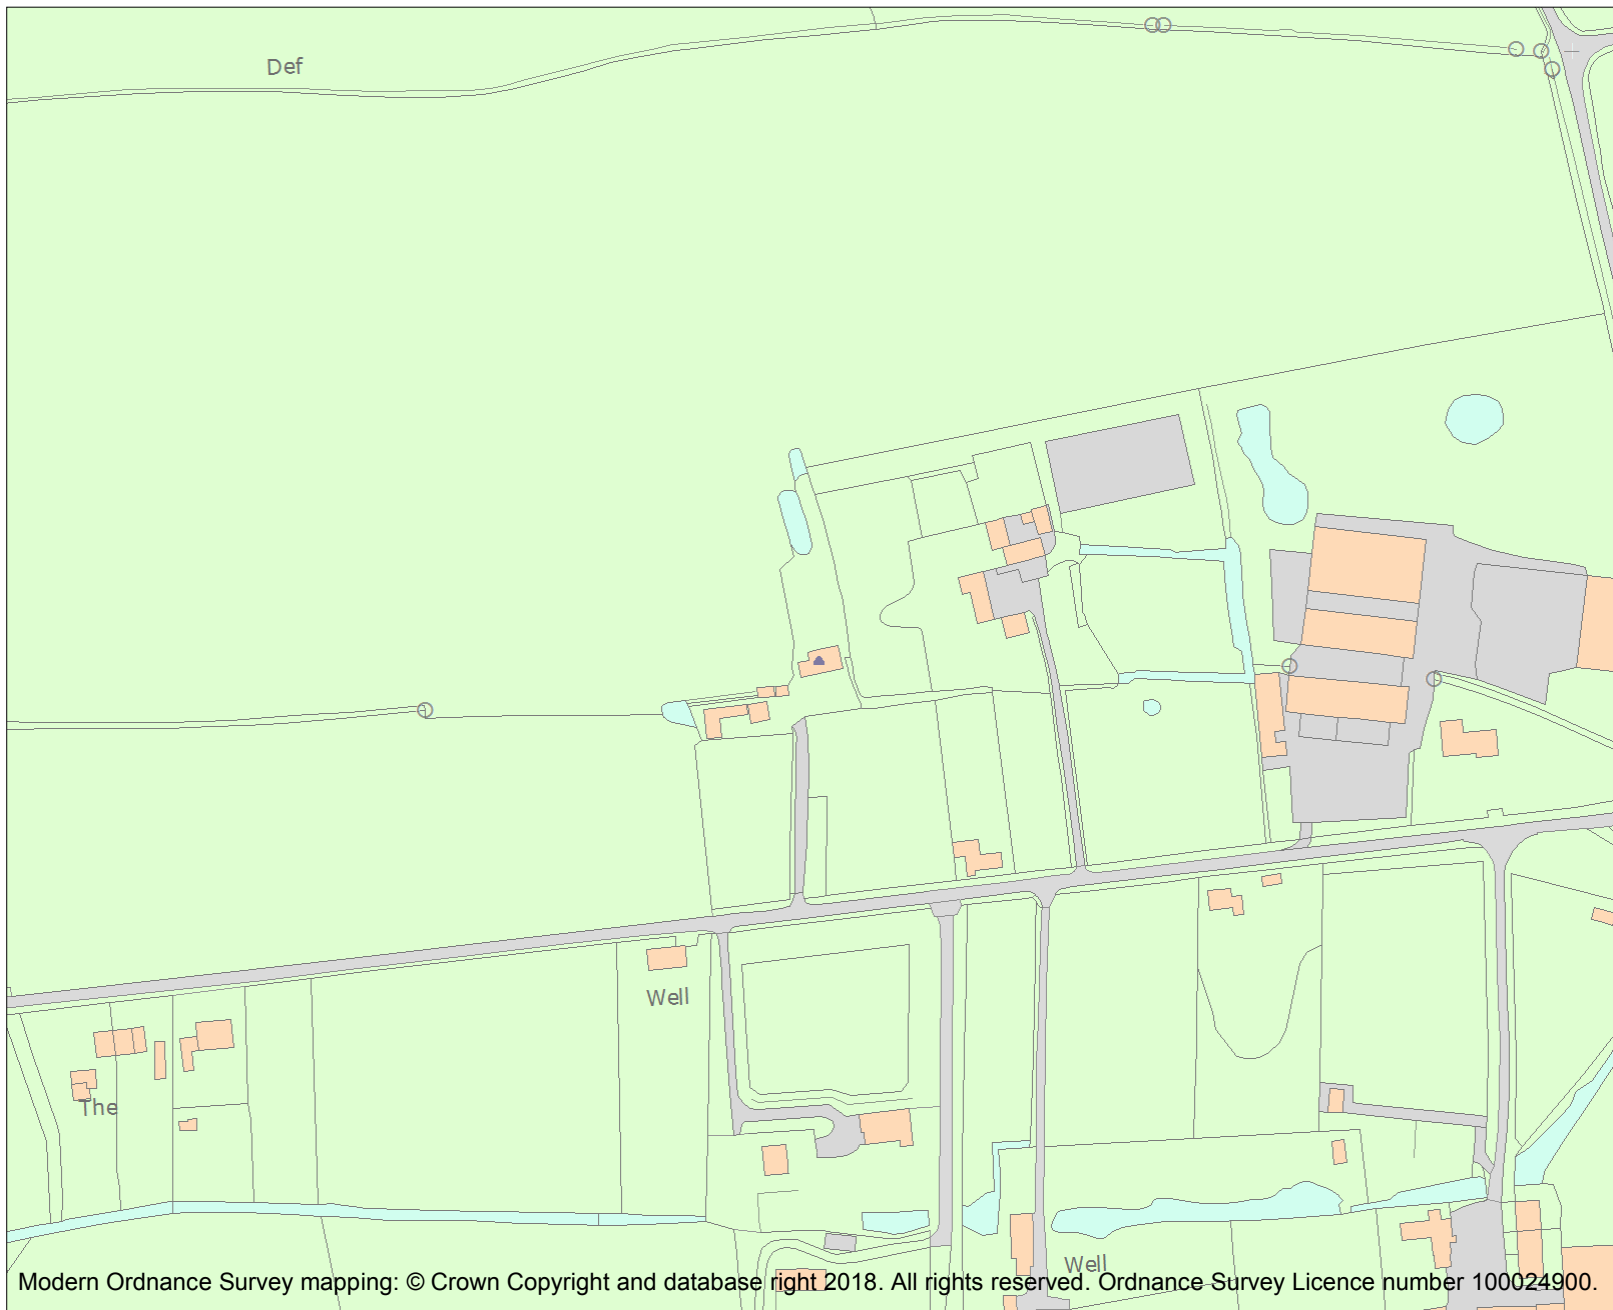 Def
Well
The
Well
Modern Ordnance Survey mapping: © Crown Copyright and database right 2018. All rights reserved. Ordnance Survey Licence number 100024900.